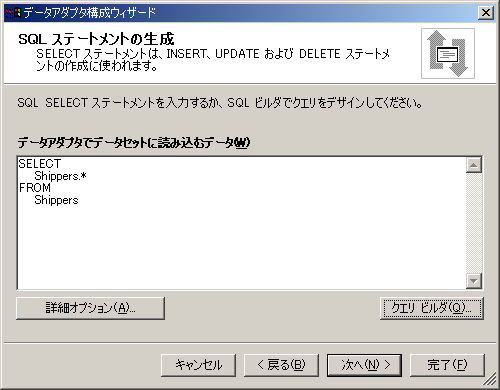 データアダプタ構成ウィザード
SQL ステートメントの生成
SELECT ステートメントは、INSERT、UPDATE および DELETE ステートメ
ントの作成に使われます。
SQL SELECT ステートメントを入力するか、SQL ビルダでクエリをデザインしてください。
データアダプタでデータセットに読み込むデータ(W)
SELECT
Shippers.*
FROM
Shippers
詳細オプション(A)...
クエリ ビルダ(Q)...
キャンセル
< 戻る(B)
次へ(N) >
完了(F)